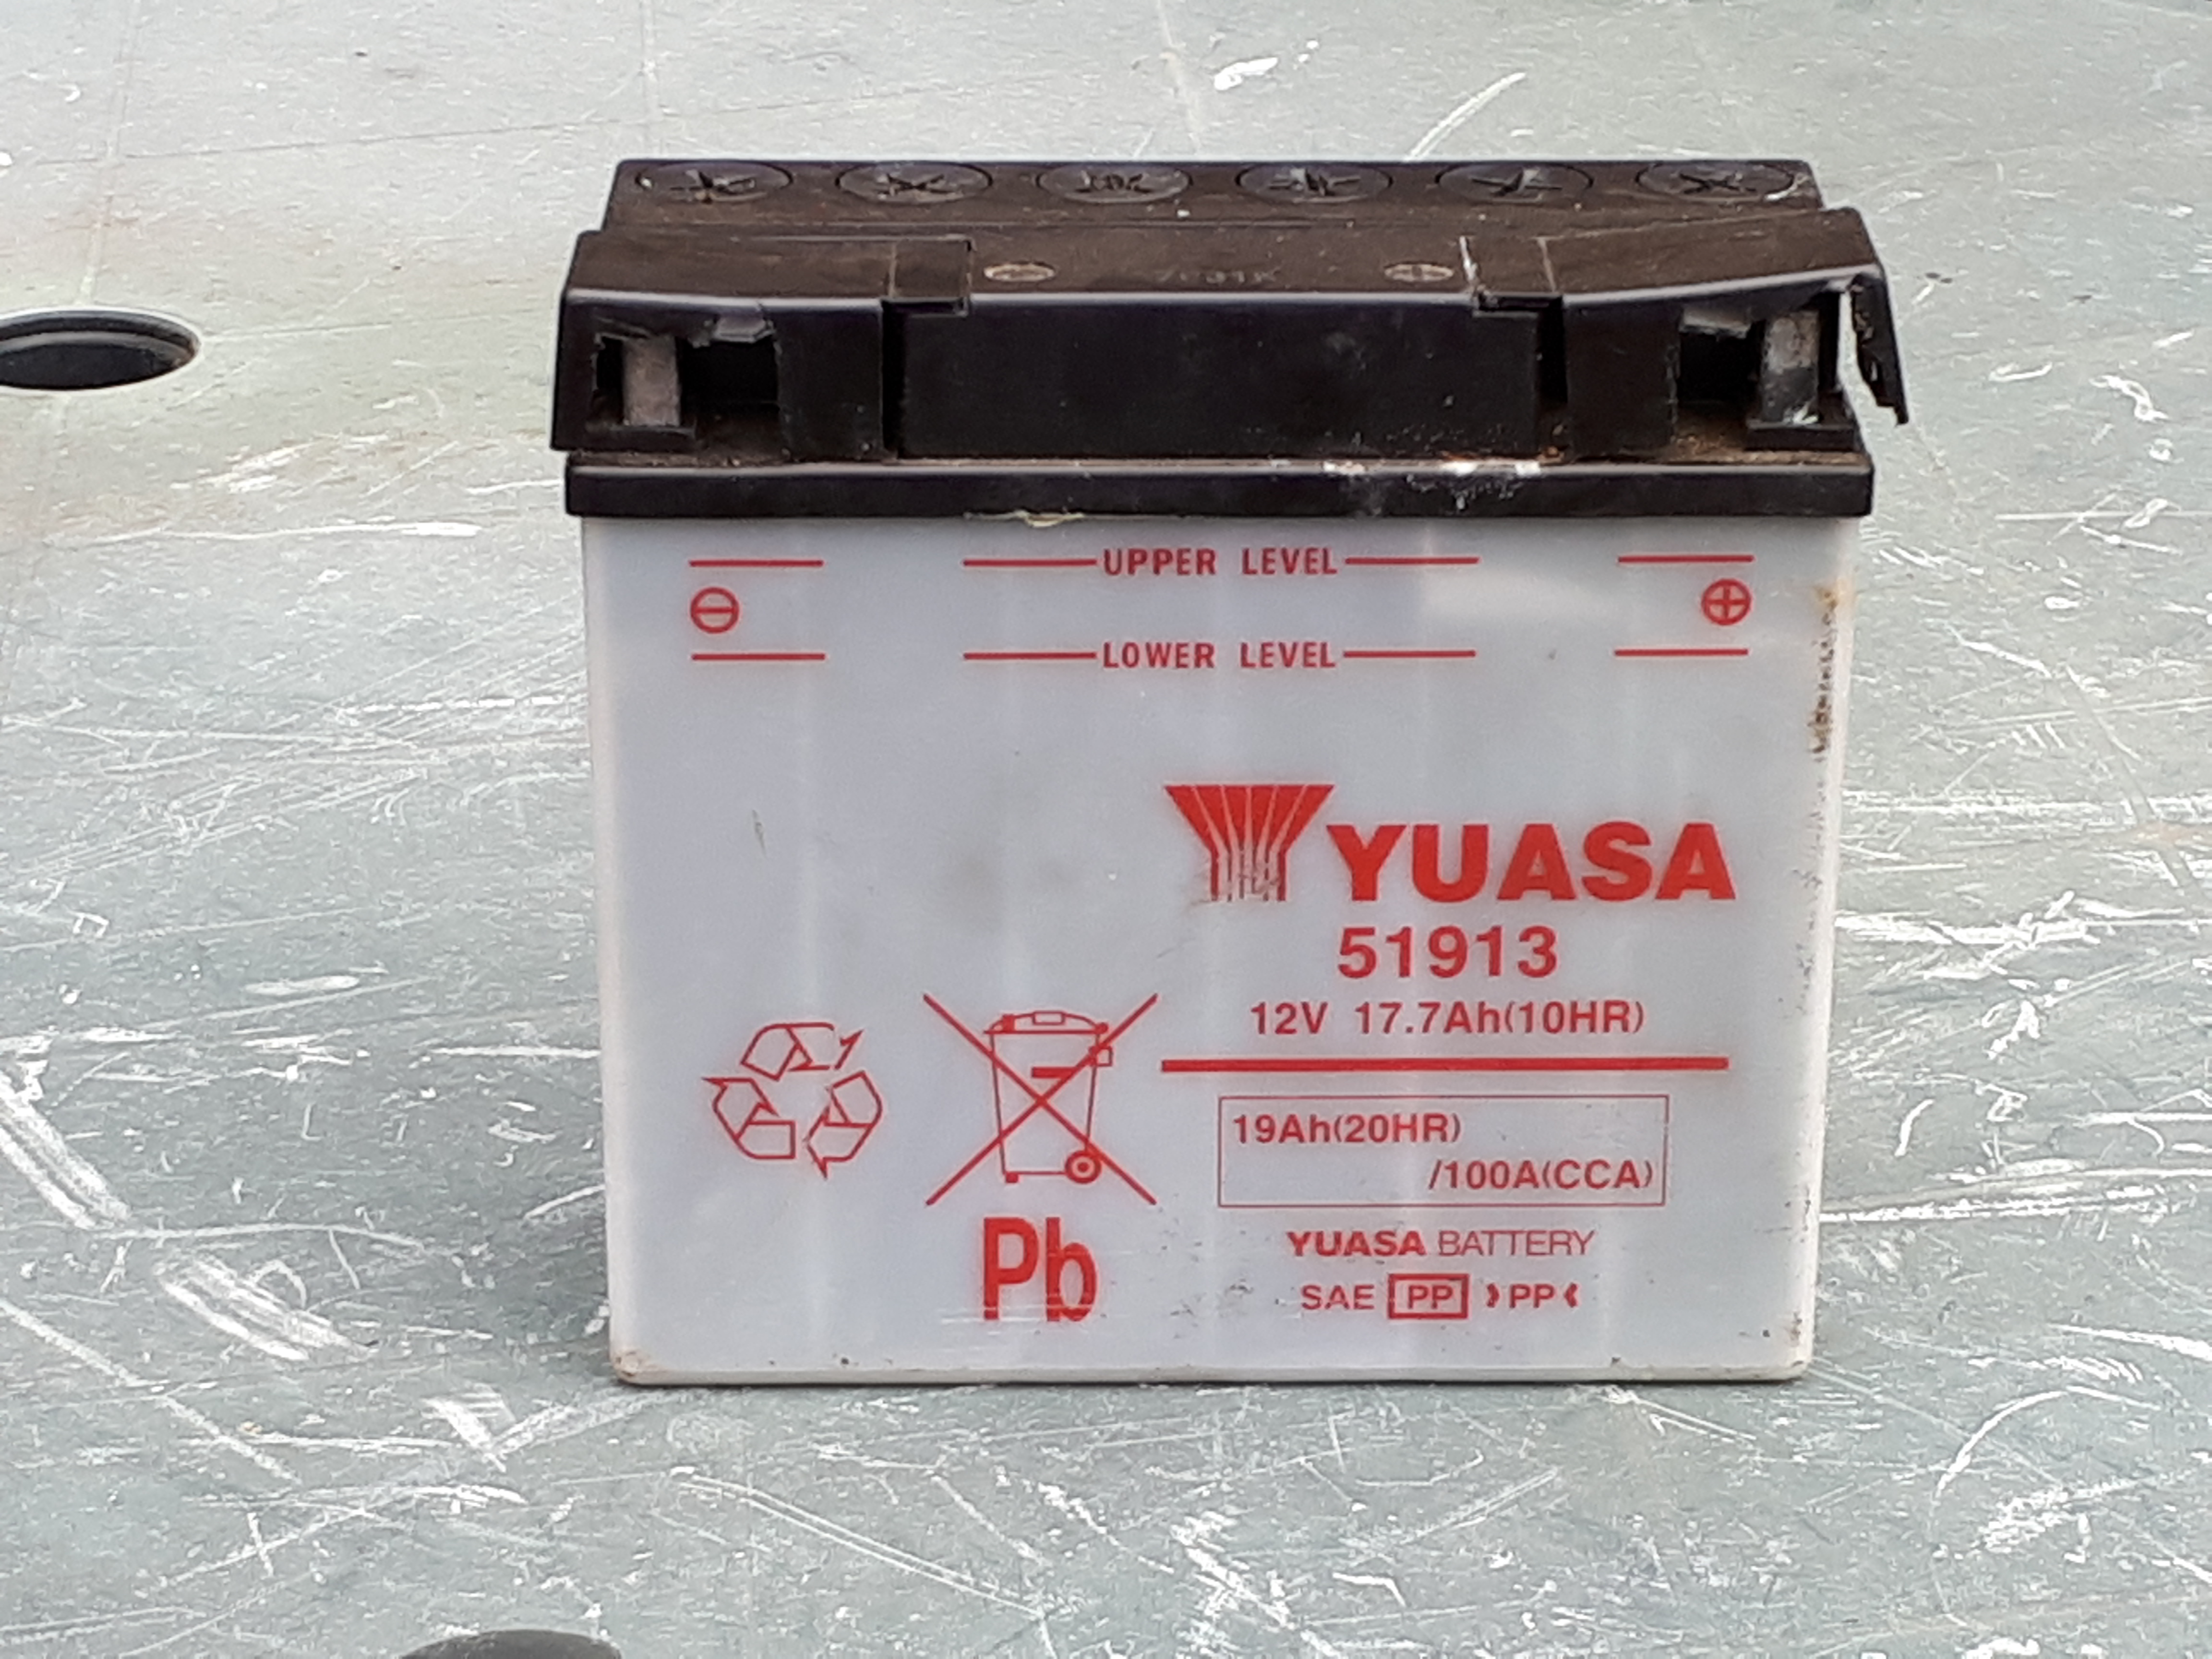 UPPER LEVEL
⊖ ⊕
LOWER LEVEL
YUASA
51913
12V 17.7Ah(10HR)
19Ah(20HR)
/100A(CCA)
Pb
YUASA BATTERY
SAE PP >PP<